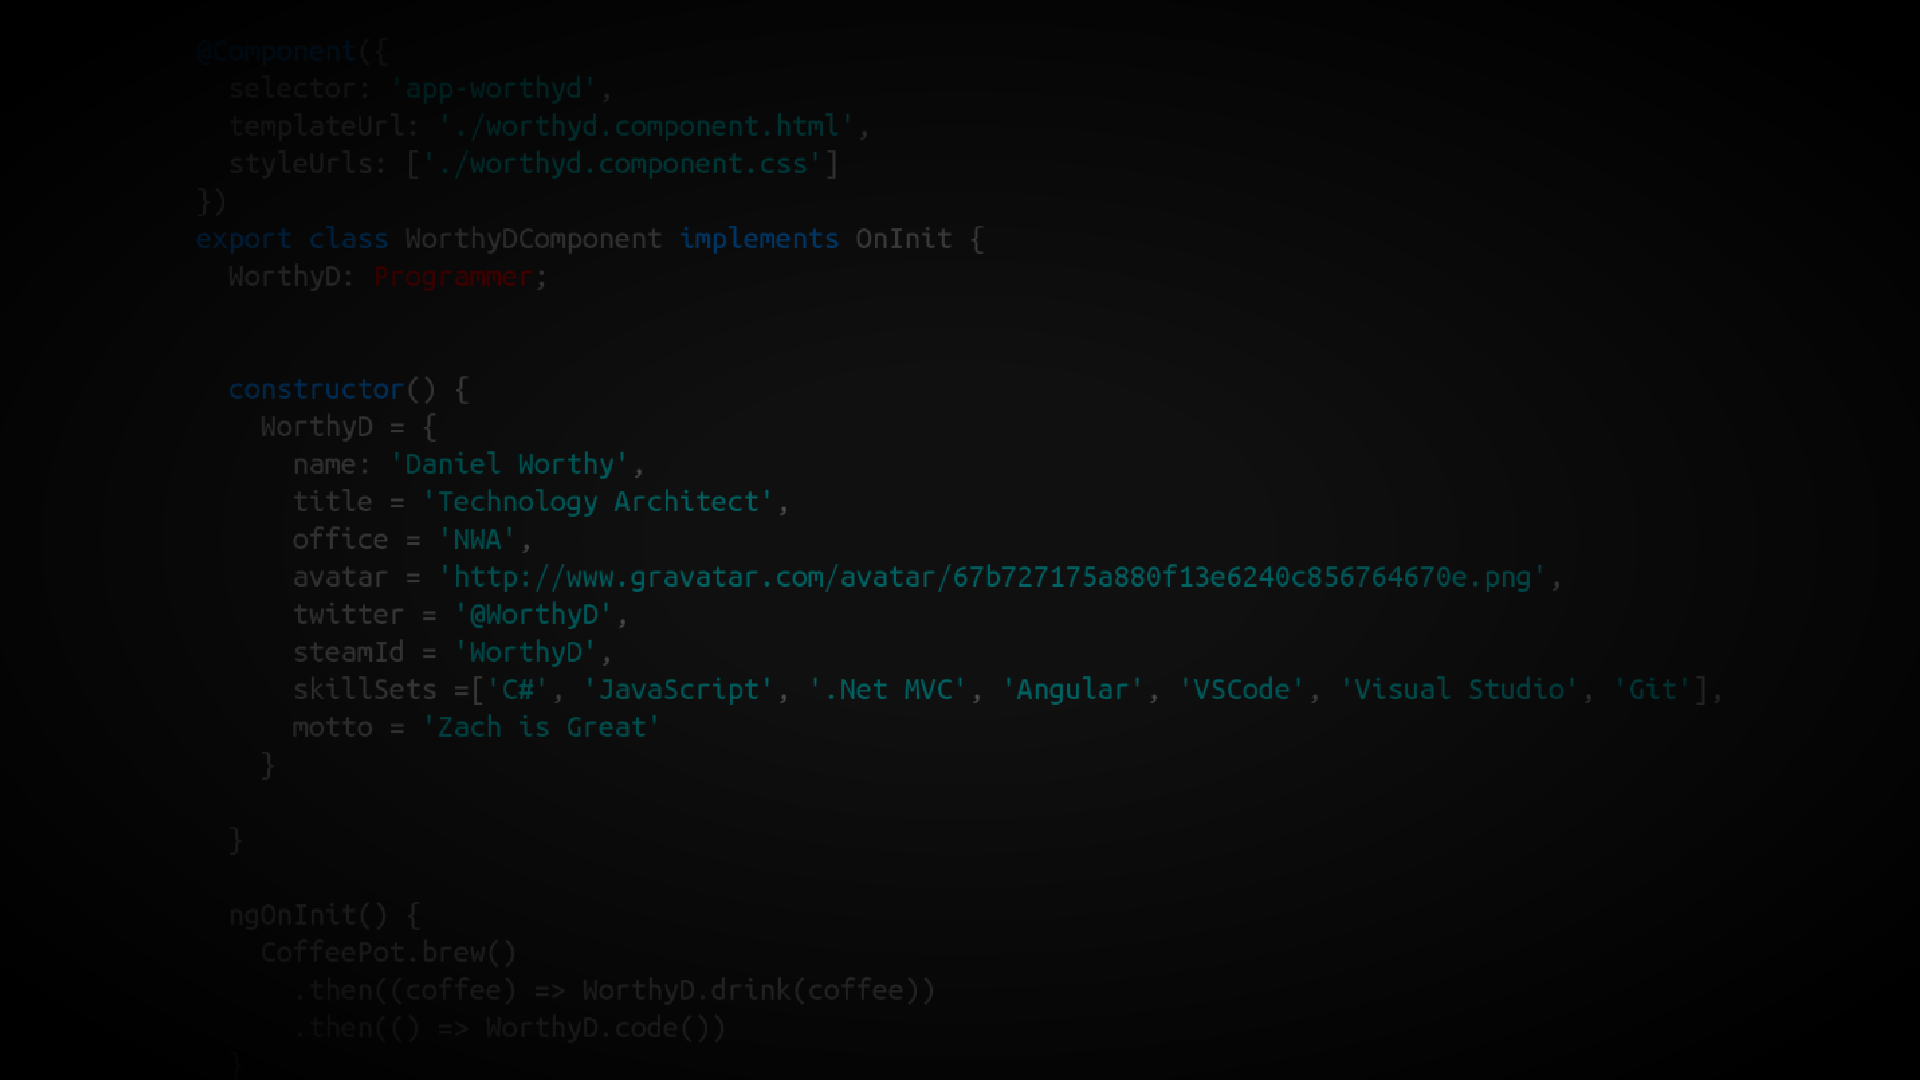 @Component({
  selector: 'app-worthyd',
  templateUrl: './worthyd.component.html',
  styleUrls: ['./worthyd.component.css']
})
export class WorthyDComponent implements OnInit {
  WorthyD: Programmer;
  constructor() {
    WorthyD = {
      name: 'Daniel Worthy',
      title = 'Technology Architect',
      office = 'NWA',
      avatar = 'http://www.gravatar.com/avatar/67b727175a880f13e6240c856764670e.png',
      twitter = '@WorthyD',
      steamId = 'WorthyD',
      skillSets =['C#', 'JavaScript', '.Net MVC', 'Angular', 'VSCode', 'Visual Studio', 'Git'],
      motto = 'Zach is Great'
    }
  }
  ngOnInit() {
    CoffeePot.brew()
      .then((coffee) => WorthyD.drink(coffee))
      .then(() => WorthyD.code())
  }